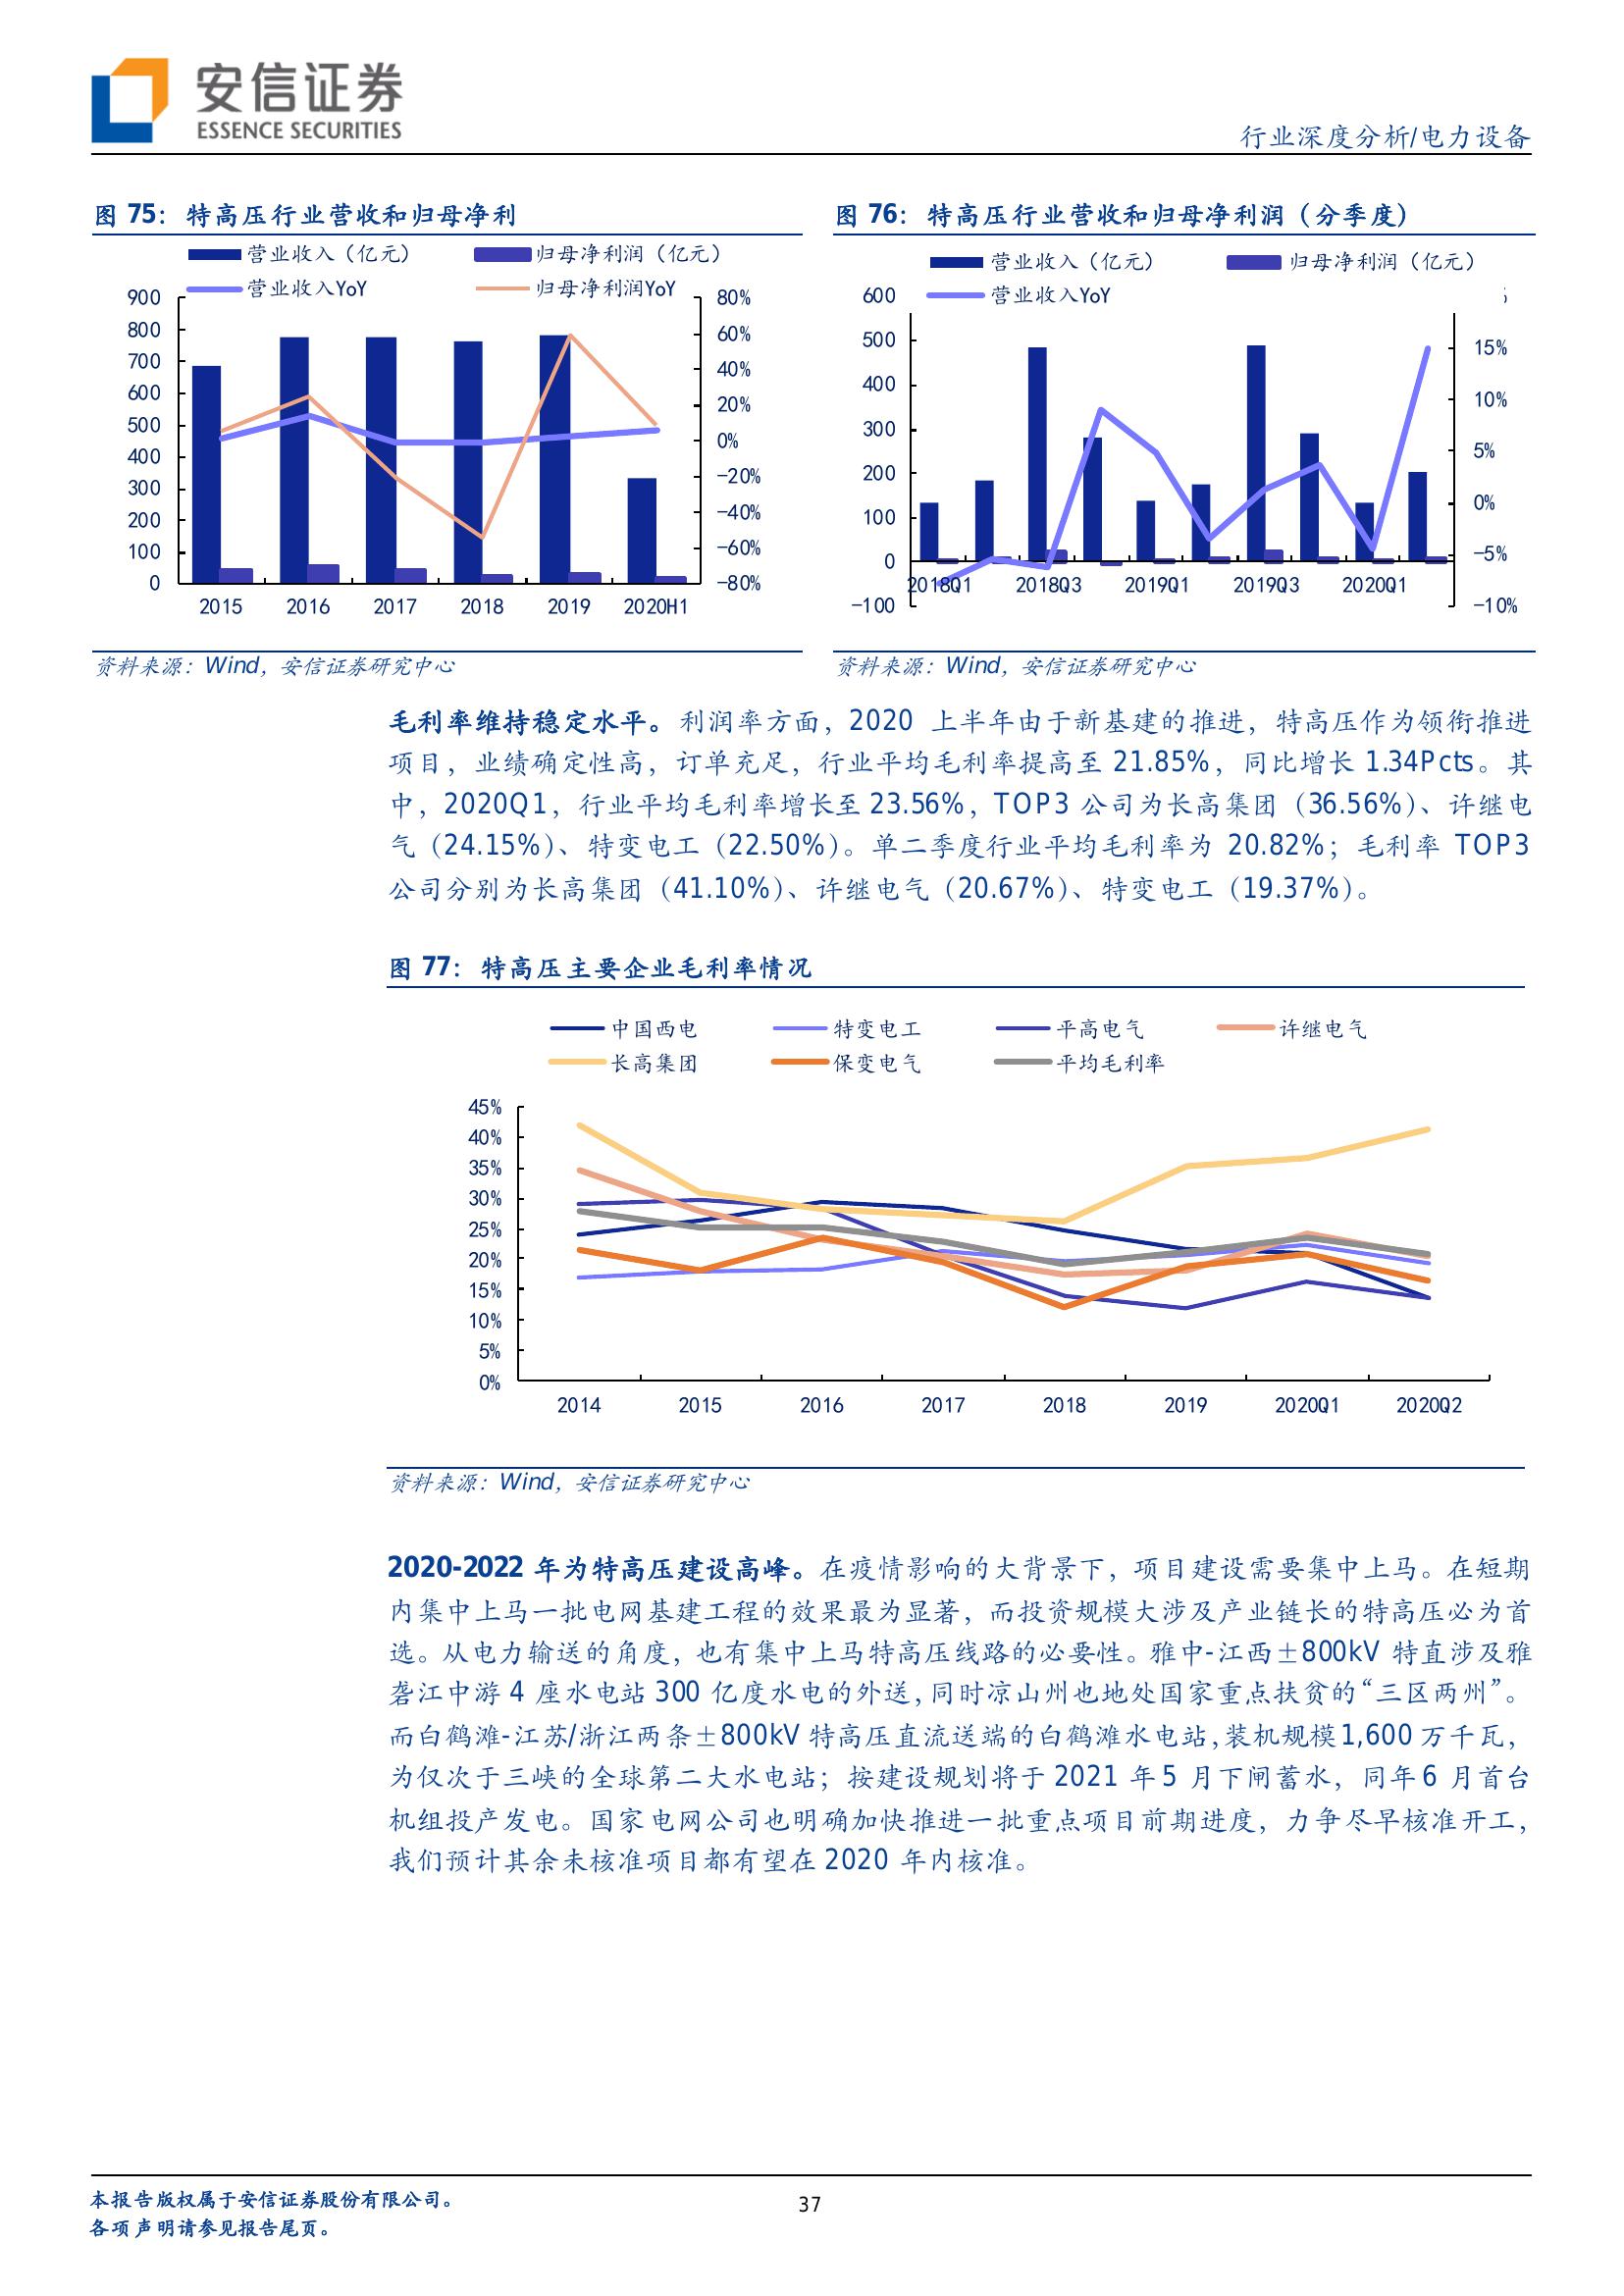 安信证券
ESSENCE SECURITIES
行业深度分析/电力设备
图 75：特高压行业营收和归母净利
营业收入（亿元） 归母净利润（亿元）
营业收入YoY 归母净利润YoY
900 80%
800 60%
700 40%
600 20%
500 0%
400 -20%
300 -40%
200 -60%
100 -80%
0
2015 2016 2017 2018 2019 2020H1
资料来源：Wind，安信证券研究中心
图 76：特高压行业营收和归母净利润（分季度）
营业收入（亿元） 归母净利润（亿元）
营业收入YoY
600
500 15%
400 10%
300 5%
200 0%
100 -5%
0 -10%
-100
2018Q1 2018Q3 2019Q1 2019Q3 2020Q1
资料来源：Wind，安信证券研究中心
毛利率维持稳定水平。利润率方面，2020 上半年由于新基建的推进，特高压作为领衔推进
项目，业绩确定性高，订单充足，行业平均毛利率提高至 21.85%，同比增长 1.34Pcts。其
中，2020Q1，行业平均毛利率增长至 23.56%，TOP3 公司为长高集团（36.56%）、许继电
气（24.15%）、特变电工（22.50%）。单二季度行业平均毛利率为 20.82%；毛利率 TOP3
公司分别为长高集团（41.10%）、许继电气（20.67%）、特变电工（19.37%）。
图 77：特高压主要企业毛利率情况
中国西电 特变电工 平高电气 许继电气
长高集团 保变电气 平均毛利率
45%
40%
35%
30%
25%
20%
15%
10%
5%
0%
2014 2015 2016 2017 2018 2019 2020Q1 2020Q2
资料来源：Wind，安信证券研究中心
2020-2022 年为特高压建设高峰。在疫情影响的大背景下，项目建设需要集中上马。在短期
内集中上马一批电网基建工程的效果最为显著，而投资规模大涉及产业链长的特高压必为首
选。从电力输送的角度，也有集中上马特高压线路的必要性。雅中-江西±800kV 特直涉及雅
砻江中游 4 座水电站 300 亿度水电的外送，同时凉山州也地处国家重点扶贫的“三区两州”。
而白鹤滩-江苏/浙江两条±800kV 特高压直流送端的白鹤滩水电站，装机规模1,600 万千瓦，
为仅次于三峡的全球第二大水电站；按建设规划将于 2021 年 5 月下闸蓄水，同年 6 月首台
机组投产发电。国家电网公司也明确加快推进一批重点项目前期进度，力争尽早核准开工，
我们预计其余未核准项目都有望在 2020 年内核准。
本报告版权属于安信证券股份有限公司。
各项声明请参见报告尾页。
37